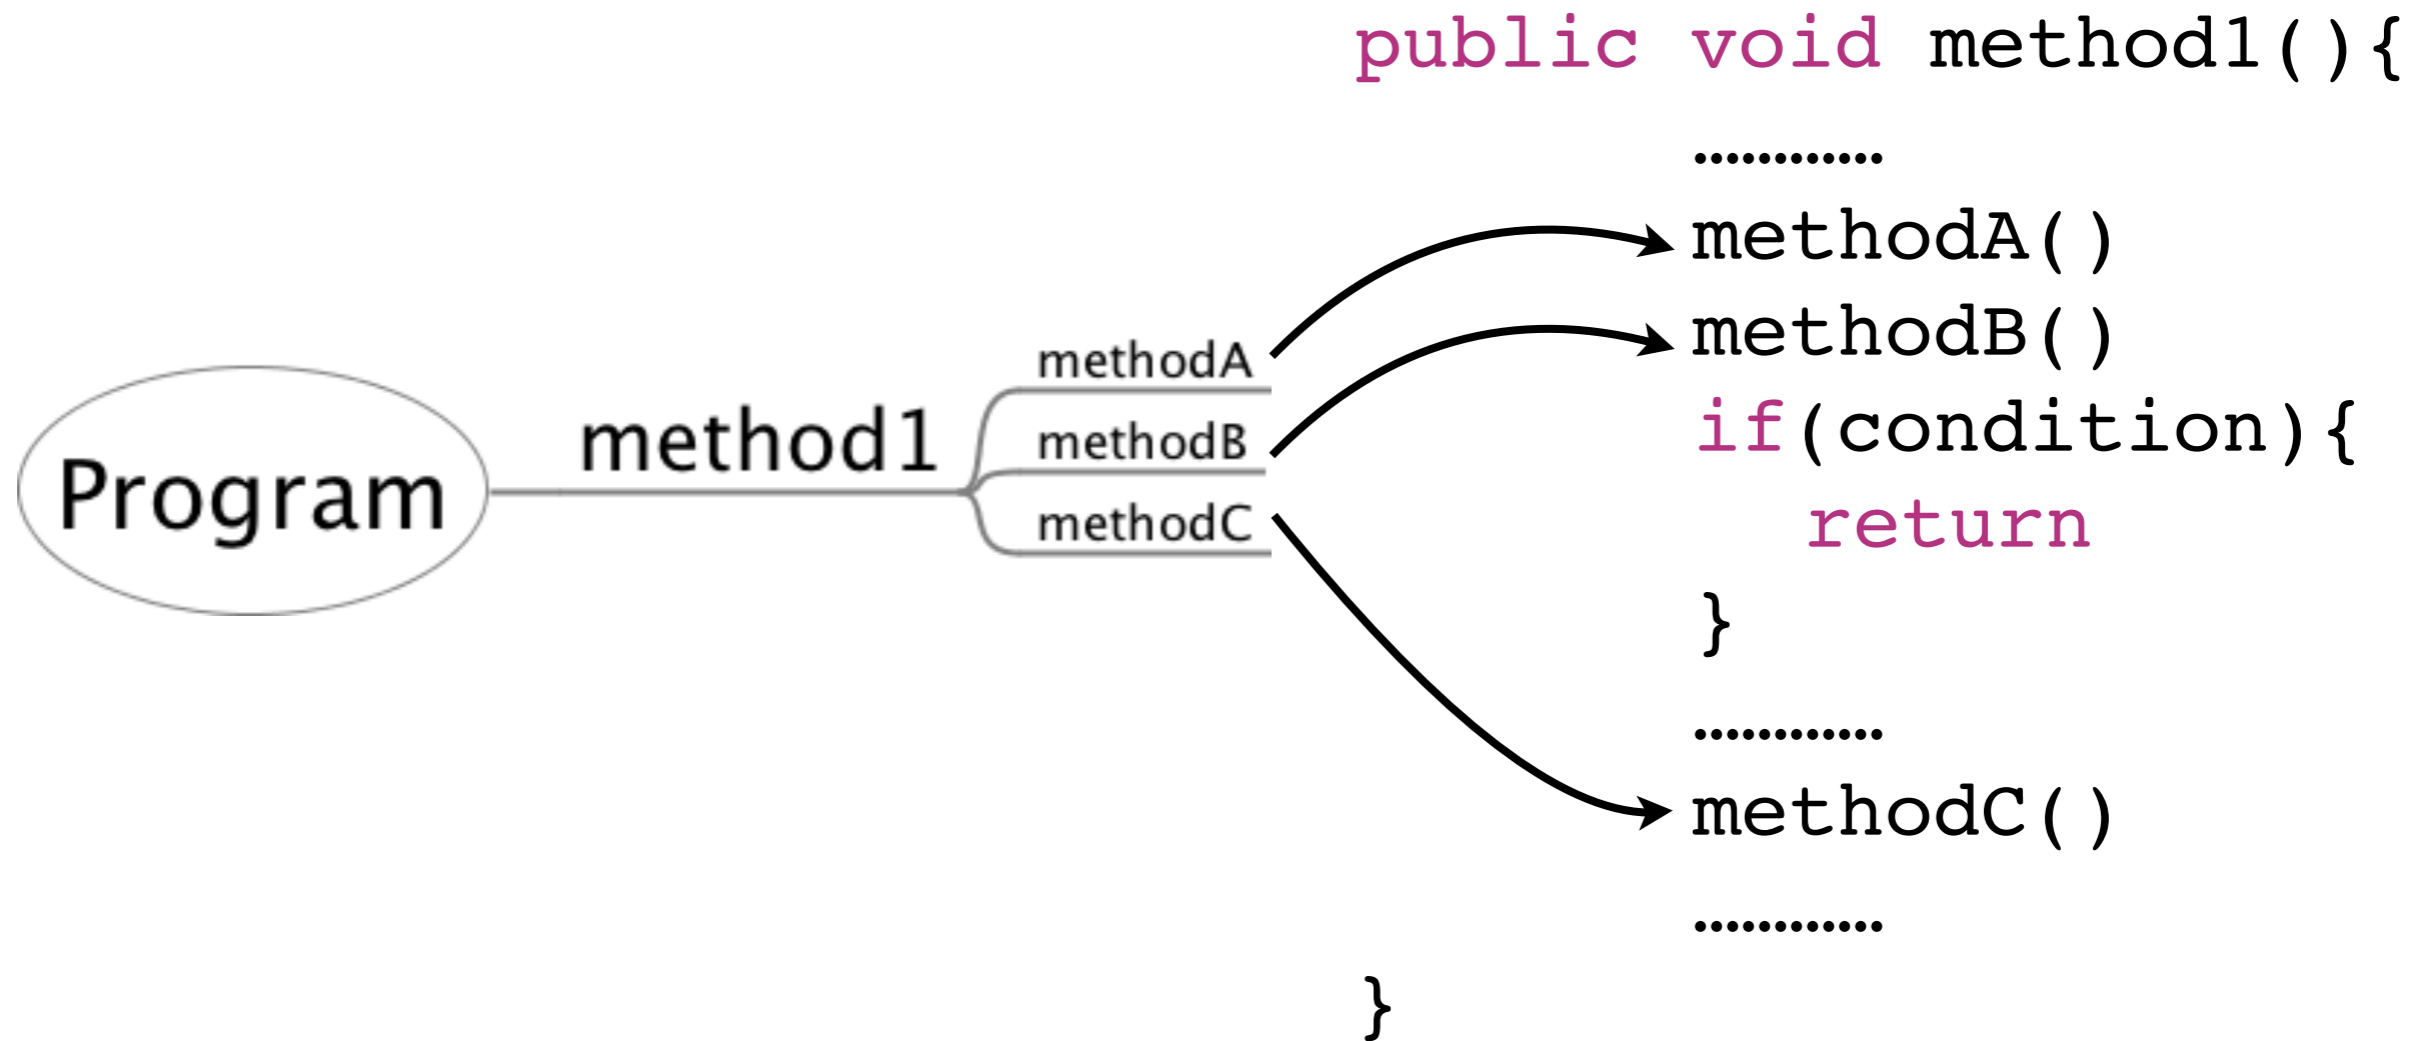 Program
method1
methodA
methodB
methodC
public void method1(){
............
methodA()
methodB()
if(condition){
return
}
............
methodC()
............
}